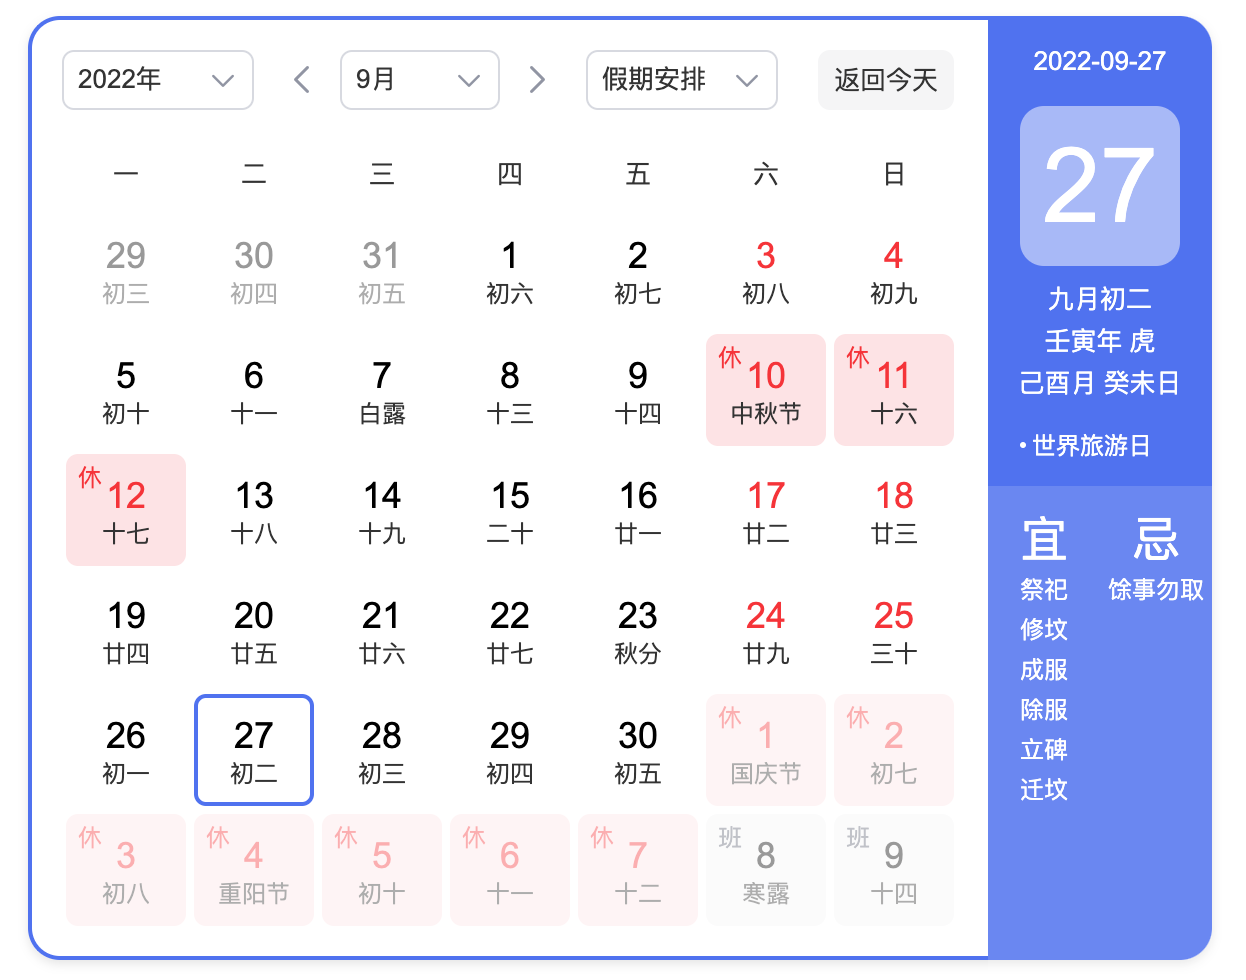 2022年 9月 假期安排 返回今天
一 二 三 四 五 六 日
29 30 31 1 2 3 4
初三 初四 初五 初六 初七 初八 初九
休 休
5 6 7 8 9 10 11
初十 十一 白露 十三 十四 中秋节 十六
休
12 13 14 15 16 17 18
十七 十八 十九 二十 廿一 廿二 廿三
19 20 21 22 23 24 25
廿四 廿五 廿六 廿七 秋分 廿九 三十
休 休
26 27 28 29 30 1 2
初一 初二 初三 初四 初五 国庆节 初七
休 休 休 休 休 班 班
3 4 5 6 7 8 9
初八 重阳节 初十 十一 十二 寒露 十四
2022-09-27
27
九月初二
壬寅年 虎
己酉月 癸未日
• 世界旅游日
宜 忌
祭祀 馀事勿取
修坟
成服
除服
立碑
迁坟